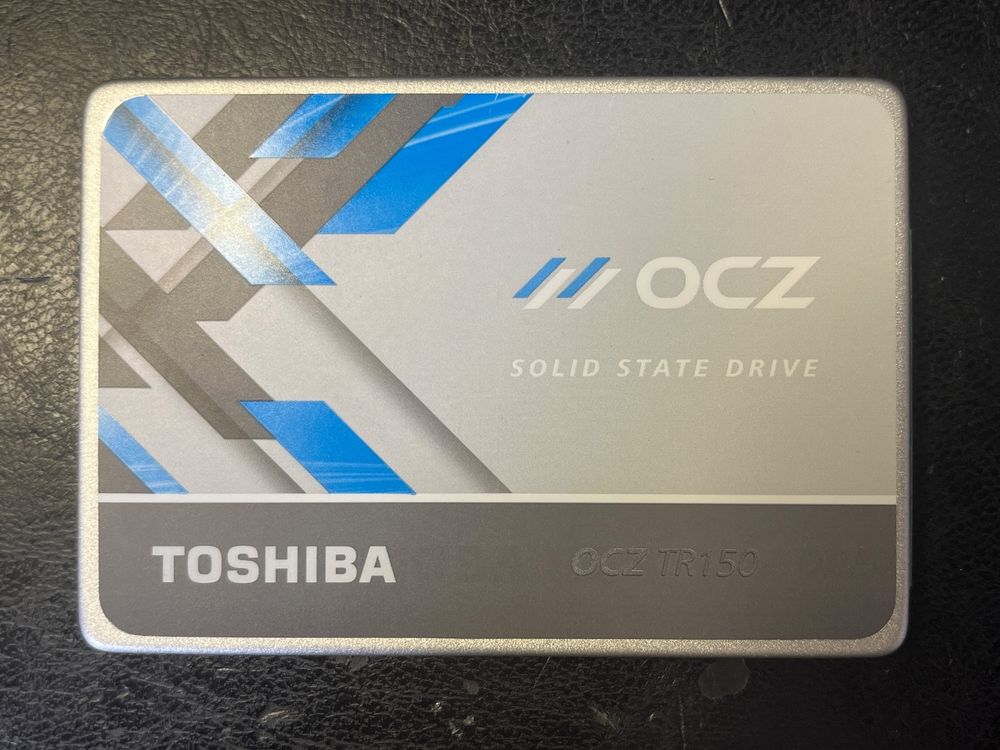 OCZ
SOLID STATE DRIVE
TOSHIBA
OCZ TR150